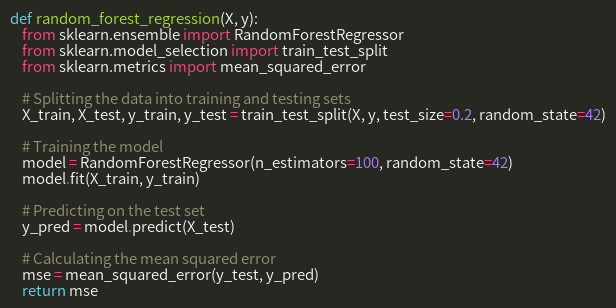 def random_forest_regression(X, y):
    from sklearn.ensemble import RandomForestRegressor
    from sklearn.model_selection import train_test_split
    from sklearn.metrics import mean_squared_error

    # Splitting the data into training and testing sets
    X_train, X_test, y_train, y_test = train_test_split(X, y, test_size=0.2, random_state=42)

    # Training the model
    model = RandomForestRegressor(n_estimators=100, random_state=42)
    model.fit(X_train, y_train)

    # Predicting on the test set
    y_pred = model.predict(X_test)

    # Calculating the mean squared error
    mse = mean_squared_error(y_test, y_pred)
    return mse